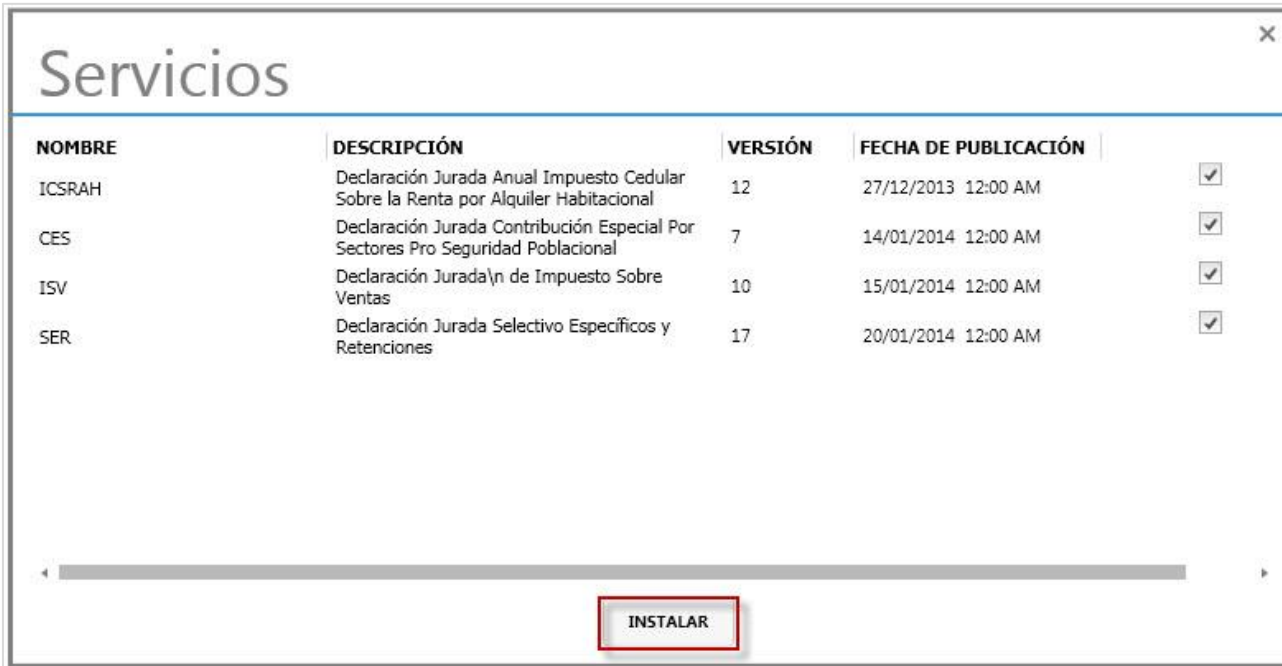 Servicios
NOMBRE DESCRIPCIÓN VERSIÓN FECHA DE PUBLICACIÓN
ICSRAH Declaración Jurada Anual Impuesto Cedular Sobre la Renta por Alquiler Habitacional 12 27/12/2013 12:00 AM
CES Declaración Jurada Contribución Especial Por Sectores Pro Seguridad Poblacional 7 14/01/2014 12:00 AM
ISV Declaración Jurada\n de Impuesto Sobre Ventas 10 15/01/2014 12:00 AM
SER Declaración Jurada Selectivo Específicos y Retenciones 17 20/01/2014 12:00 AM
INSTALAR